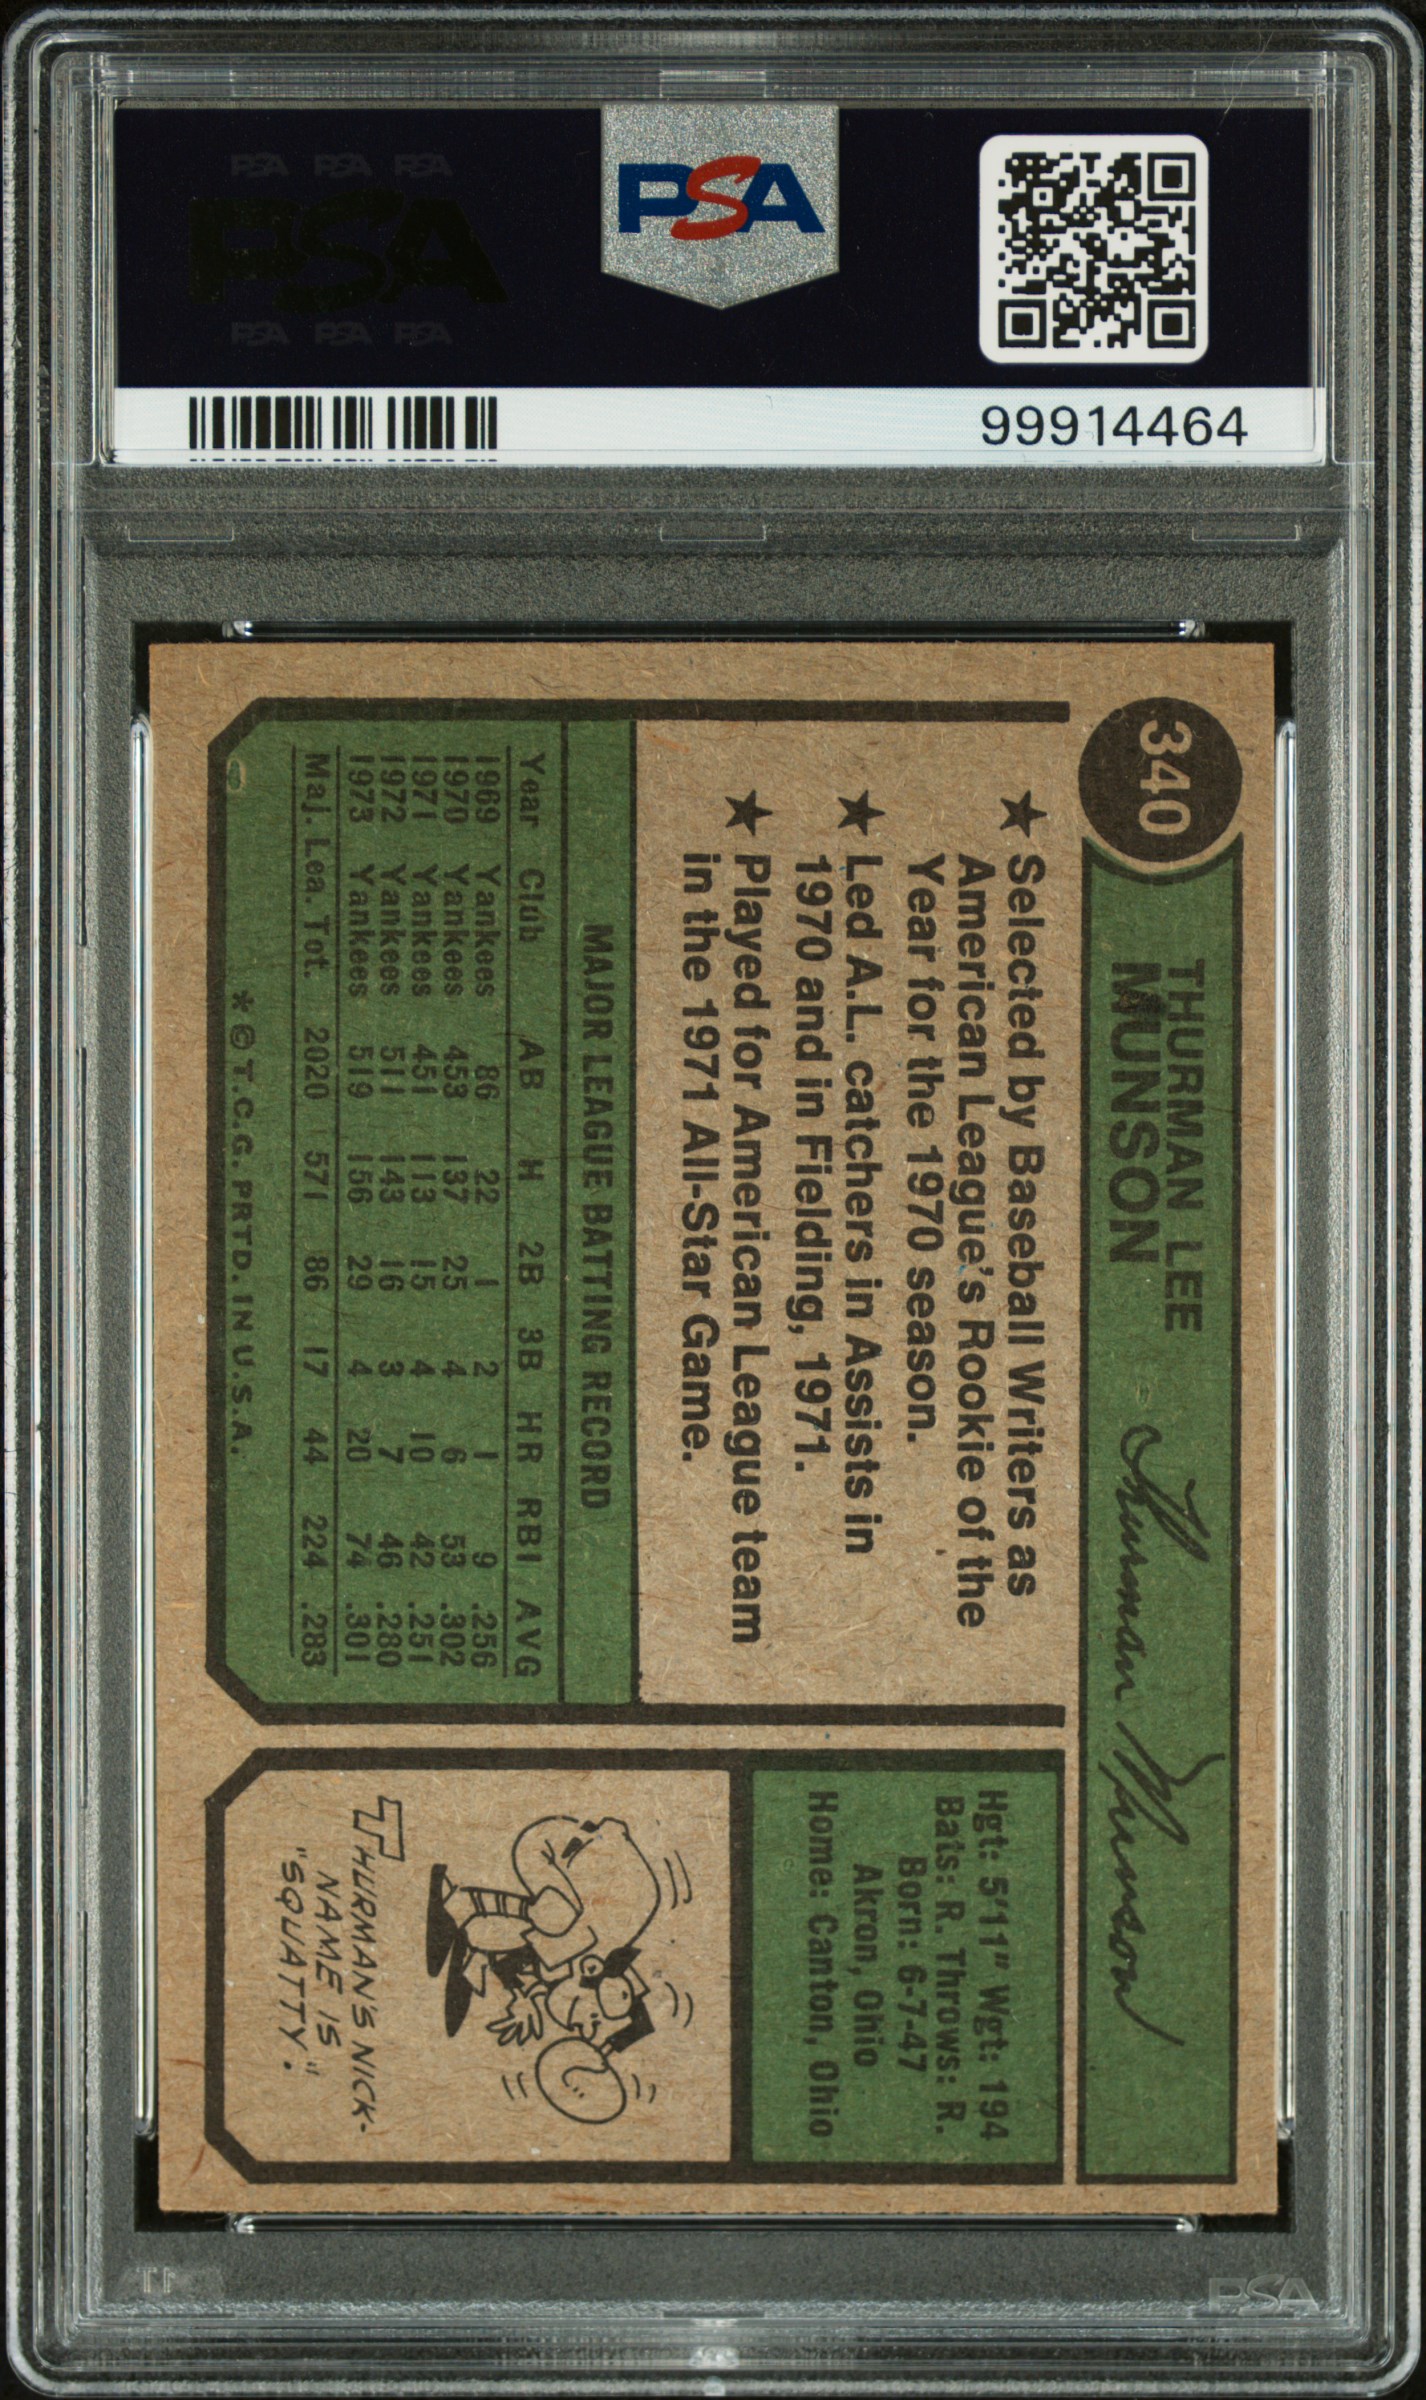 PSA PSA PSA
PSA
PSA PSA PSA
PSA
99914464
340
THURMAN LEE
MUNSON
Thurman Munson
★ Selected by Baseball Writers as
American League's Rookie of the
Year for the 1970 season.
★ Led A.L. catchers in Assists in
1970 and in Fielding, 1971.
★ Played for American League team
in the 1971 All-Star Game.
MAJOR LEAGUE BATTING RECORD
Year Club AB H 2B 3B HR RBI AVG
1969 Yankees 86 22 1 2 1 9 .256
1970 Yankees 453 137 25 4 6 53 .302
1971 Yankees 451 113 15 4 10 42 .251
1972 Yankees 511 143 16 3 7 46 .280
1973 Yankees 519 156 29 4 20 74 .301
Maj. Lea. Tot. 2020 571 86 17 44 224 .283
*©T.C.G. PRTD. IN U.S.A.
Hgt: 5'11" Wgt: 194
Bats: R. Throws: R.
Born: 6-7-47
Akron, Ohio
Home: Canton, Ohio
THURMAN'S NICK-
NAME IS
"SQUATTY."
PSA